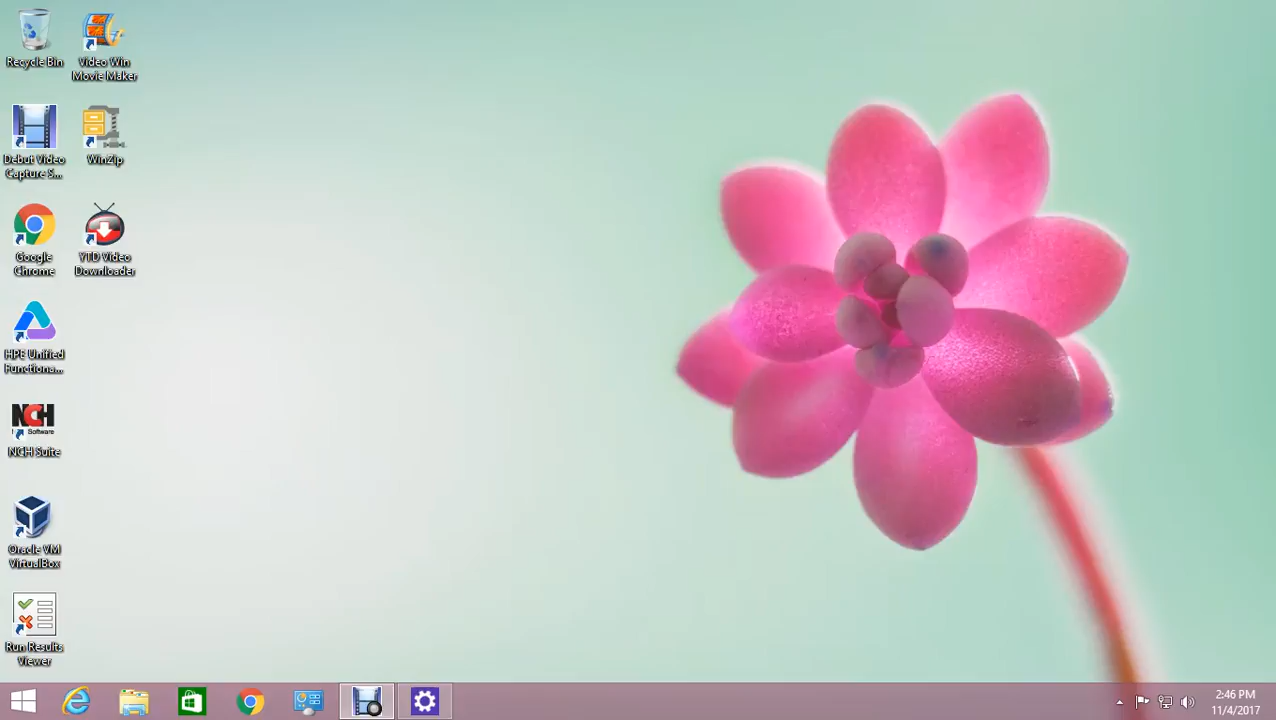 Recycle Bin
Video Win
Movie Maker
Debut Video
Capture S...
WinZip
Google
Chrome
YTD Video
Downloader
HPE Unified
Functiona...
NCH
Software
NCH Suite
Oracle VM
VirtualBox
Run Results
Viewer
2:46 PM
11/4/2017